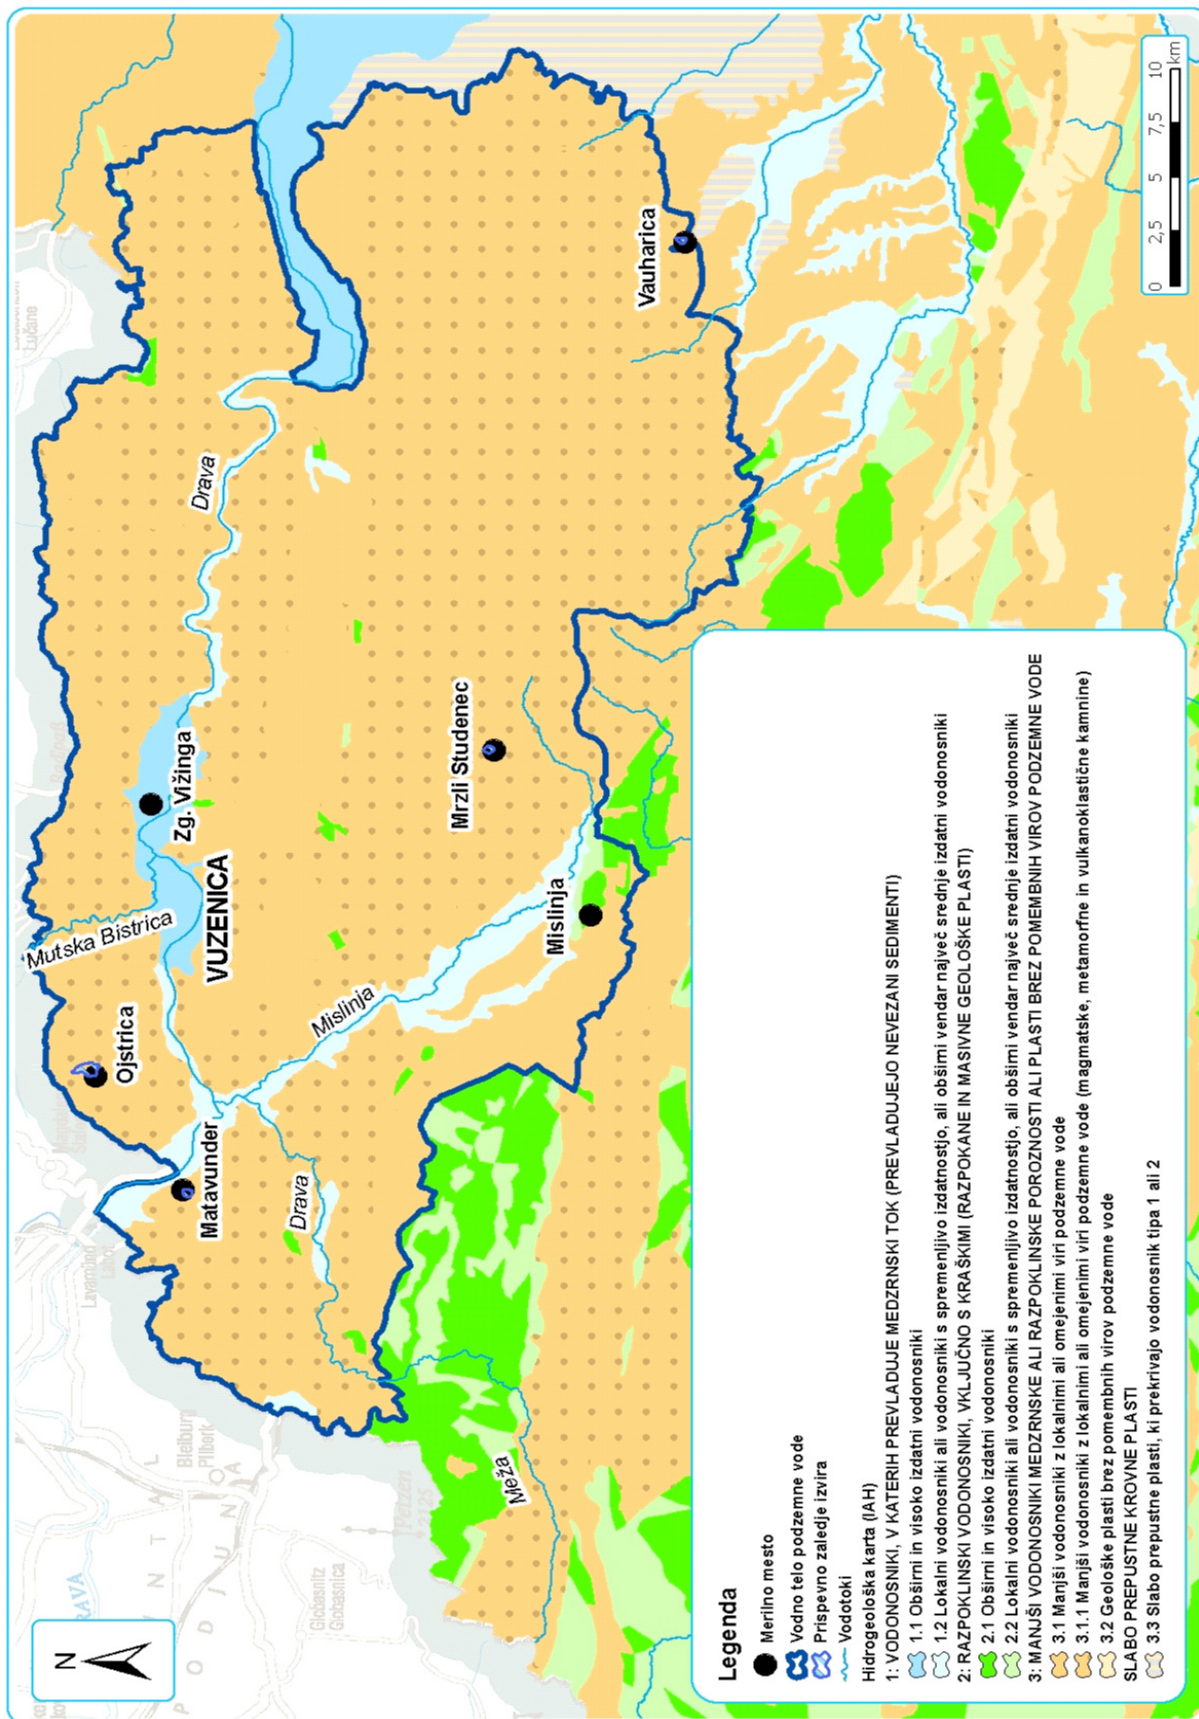 N
Lučane
Lavamünd
Labot
Bleiburg
Pliberk
Globasnitz
Globasnica
P O D J U N A
Ojstrica
Mutska Bistrica
Matavunder
VUZENICA
Zg. Vižinga
Drava
Drava
Mislinja
Mislinja
Mrzli Studenec
Vauharica
Meža
0 2,5 5 7,5 10
km
Legenda
Merilno mesto
Vodno telo podzemne vode
Prispevno zaledje izvira
Vodotoki
Hidrogeološka karta (IAH)
1: VODONOSNIKI, V KATERIH PREVLADUJE MEDZRNSKI TOK (PREVLADUJEJO NEVEZANI SEDIMENTI)
1.1 Obširni in visoko izdatni vodonosniki
1.2 Lokalni vodonosniki ali vodonosniki s spremenljivo izdatnostjo, ali obširni vendar največ srednje izdatni vodonosniki
2: RAZPOKLINSKI VODONOSNIKI, VKLJUČNO S KRAŠKIMI (RAZPOKANE IN MASIVNE GEOLOŠKE PLASTI)
2.1 Obširni in visoko izdatni vodonosniki
2.2 Lokalni vodonosniki ali vodonosniki s spremenljivo izdatnostjo, ali obširni vendar največ srednje izdatni vodonosniki
3: MANJŠI VODONOSNIKI MEDZRNSKE ALI RAZPOKLINSKE POROZNOSTI ALI PLASTI BREZ POMEMBNIH VIROV PODZEMNE VODE
3.1 Manjši vodonosniki z lokalnimi ali omejenimi viri podzemne vode
3.1.1 Manjši vodonosniki z lokalnimi ali omejenimi viri podzemne vode (magmatske, metamorfne in vulkanoklastične kamnine)
3.2 Geološke plasti brez pomembnih virov podzemne vode
SLABO PREPUSTNE KROVNE PLASTI
3.3 Slabo prepustne plasti, ki prekrivajo vodonosnik tipa 1 ali 2